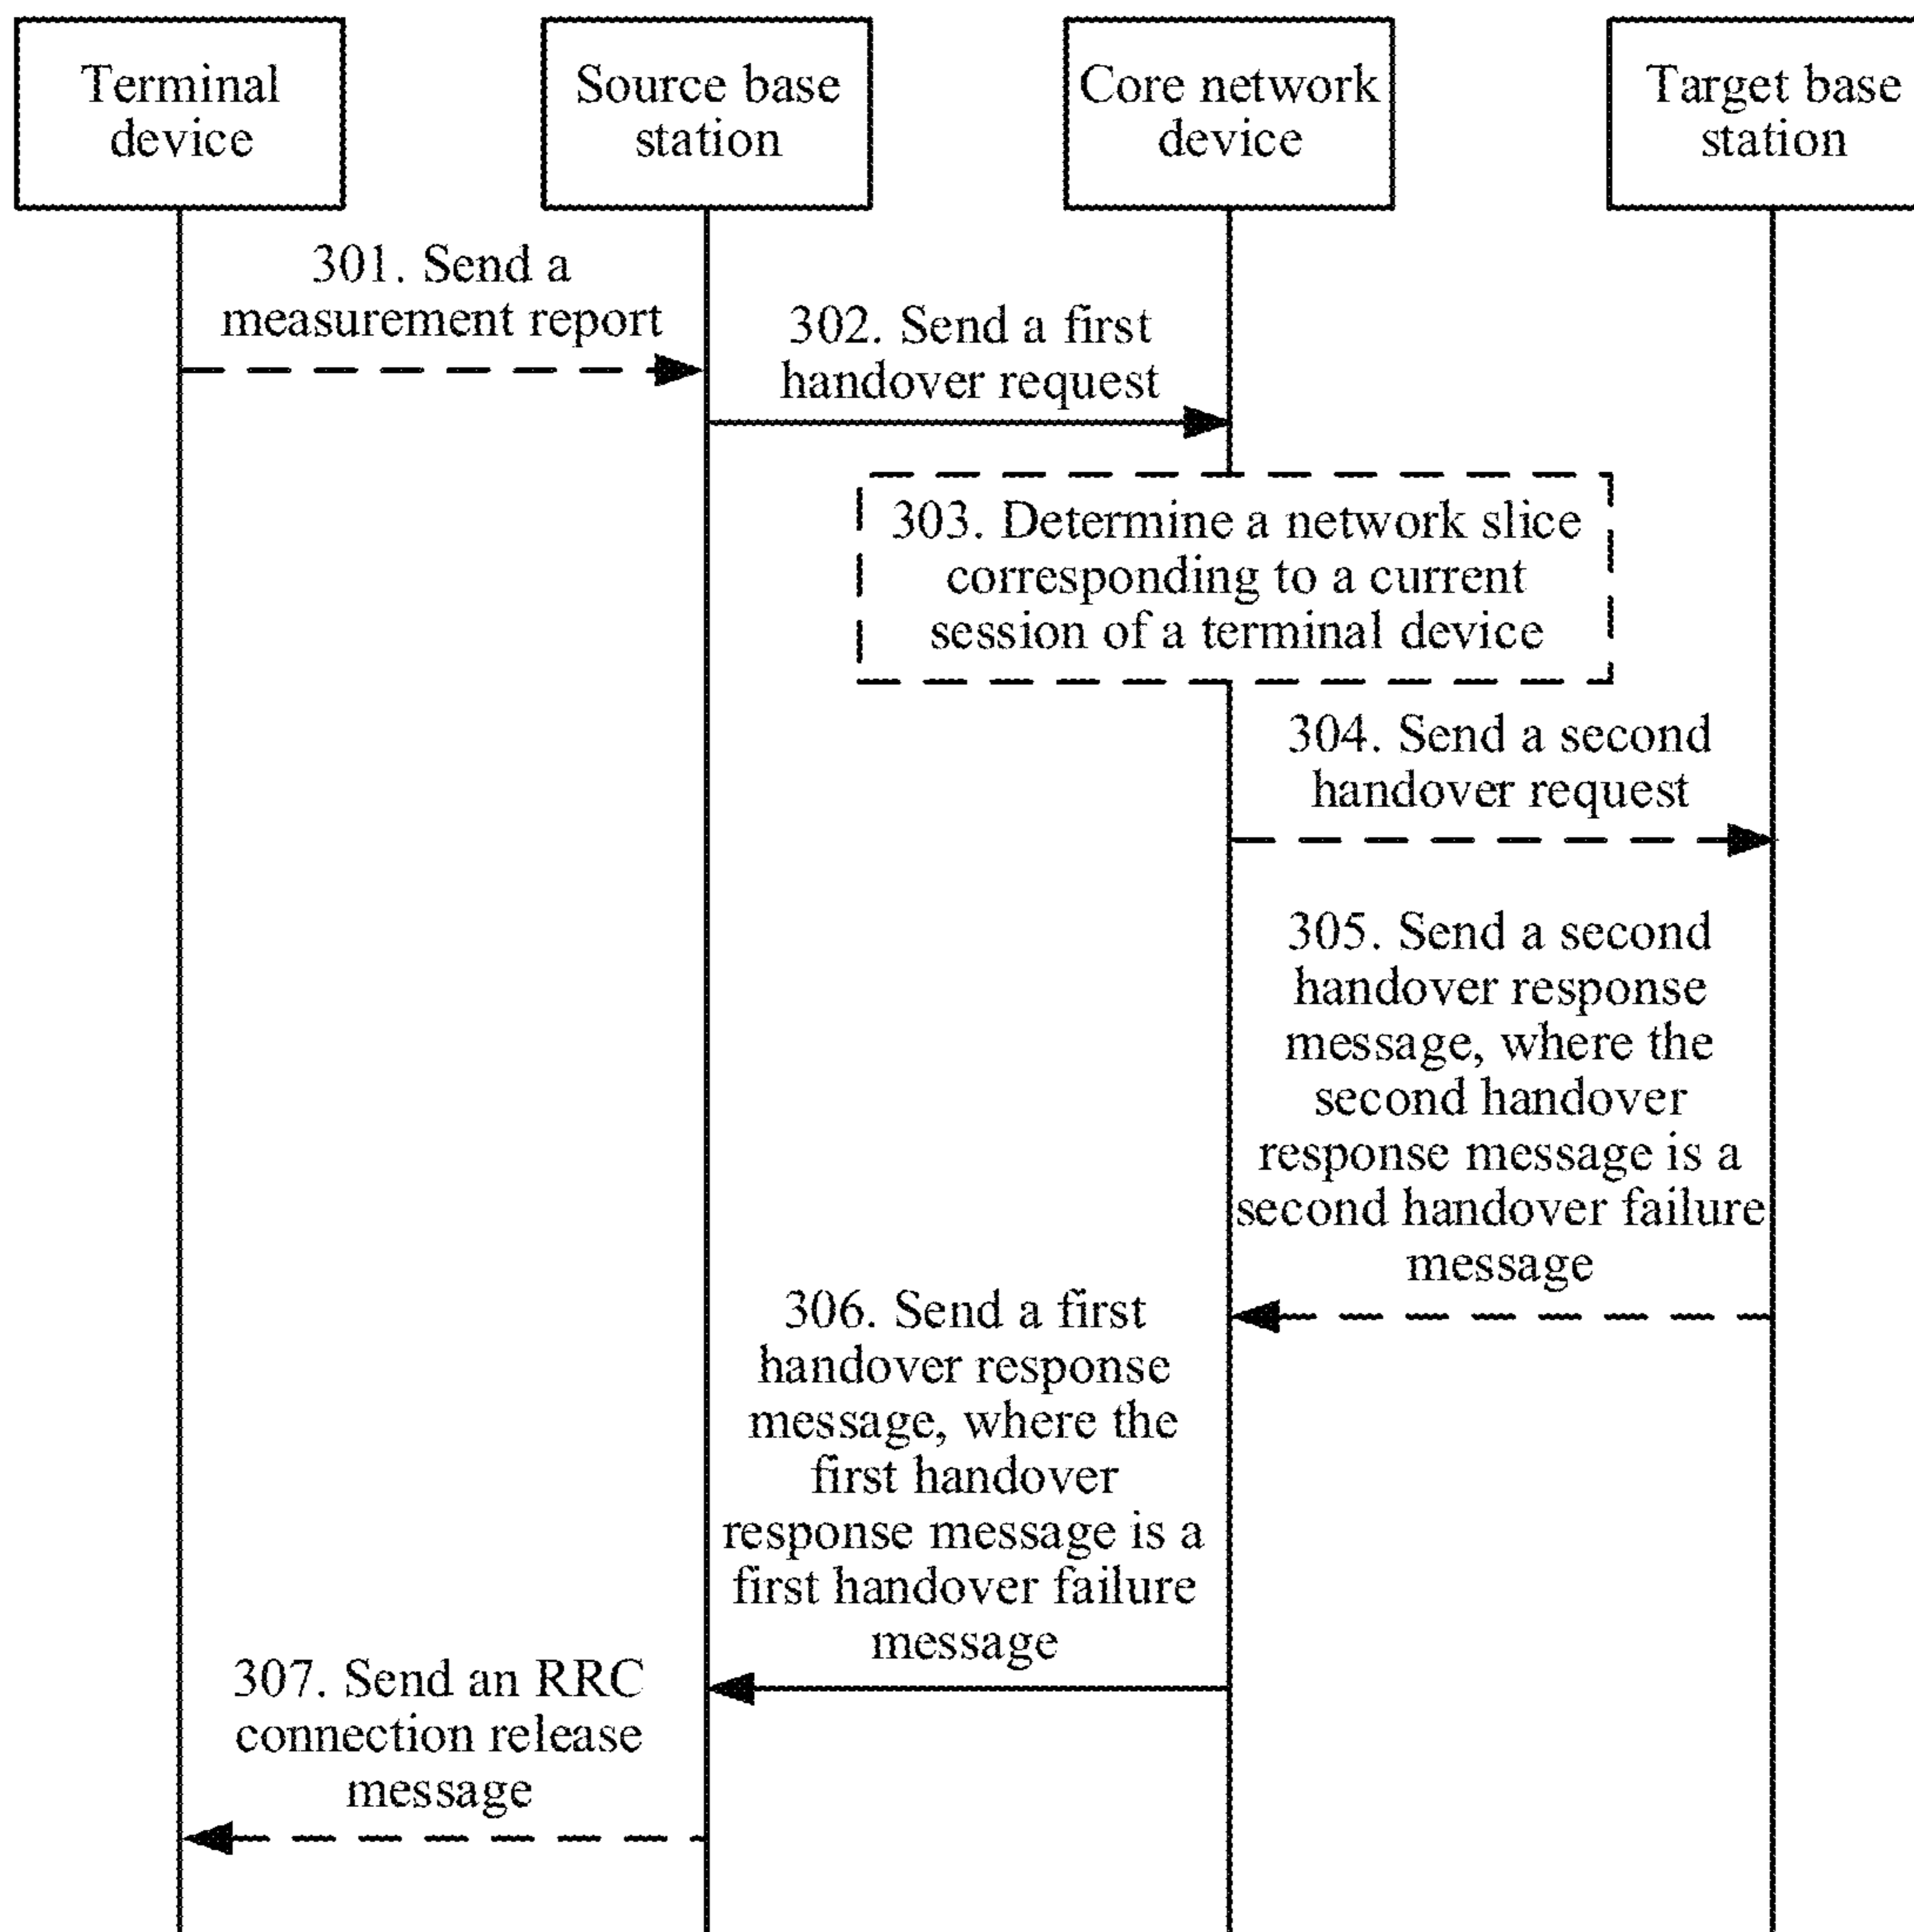 Terminal
device
Source base
station
Core network
device
Target base
station
301. Send a
measurement report
302. Send a first
handover request
303. Determine a network slice
corresponding to a current
session of a terminal device
304. Send a second
handover request
305. Send a second
handover response
message, where the
second handover
response message is a
second handover failure
message
306. Send a first
handover response
message, where the
first handover
response message is a
first handover failure
message
307. Send an RRC
connection release
message